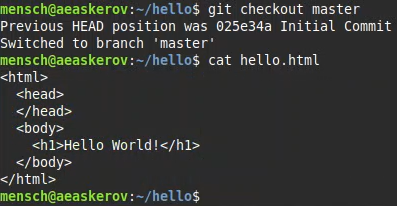 mensch@aeaskerov:~/hello$ git checkout master
Previous HEAD position was 025e34a Initial Commit
Switched to branch 'master'
mensch@aeaskerov:~/hello$ cat hello.html
<html>
  <head>
  </head>
  <body>
    <h1>Hello World!</h1>
  </body>
</html>
mensch@aeaskerov:~/hello$